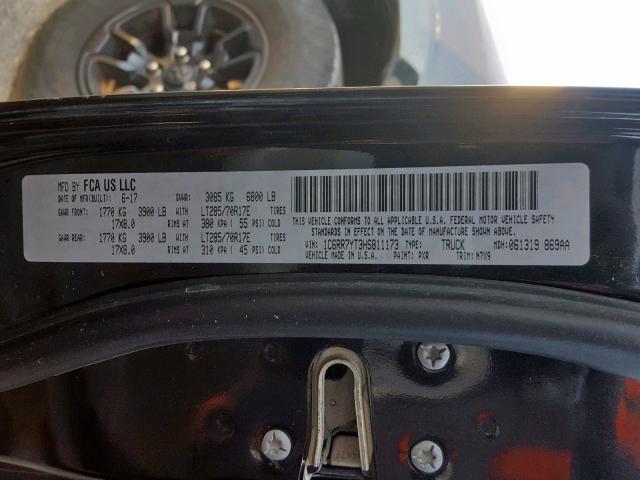 MFD BY FCA US LLC
DATE OF MFR(BUILT): 6-17 GVWR: 3085 KG 6800 LB
GAWR FRONT: 1770 KG 3900 LB WITH LT285/70R17E TIRES
17X8.0 RIMS AT 380 KPA ( 55 PSI) COLD
GAWR REAR: 1770 KG 3900 LB WITH LT285/70R17E TIRES
17X8.0 RIMS AT 310 KPA ( 45 PSI) COLD
THIS VEHICLE CONFORMS TO ALL APPLICABLE U.S.A. FEDERAL MOTOR VEHICLE SAFETY
STANDARDS IN EFFECT ON THE DATE OF MANUFACTURE SHOWN ABOVE.
VIN: 1C6RR7YT3HS811173 TYPE: TRUCK MDH: 061319 869AA
VEHICLE MADE IN U.S.A. PAINT: PXR TRIM: M7X9